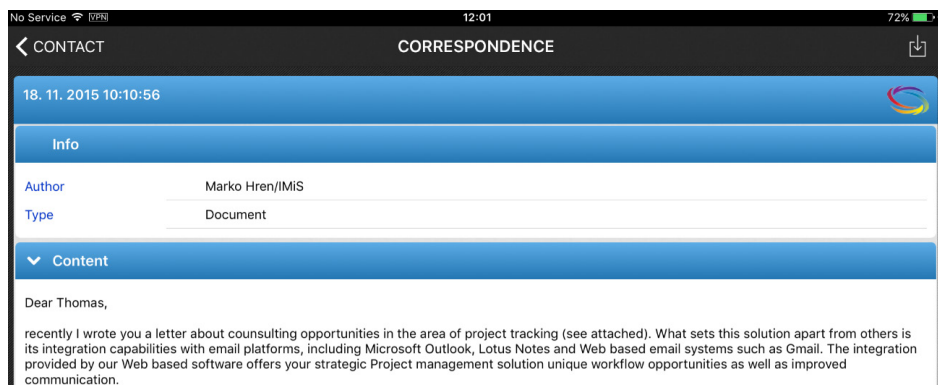 No Service VPN 12:01 72%
CONTACT CORRESPONDENCE
18. 11. 2015 10:10:56
Info
Author Marko Hren/IMiS
Type Document
Content
Dear Thomas,
recently I wrote you a letter about counsulting opportunities in the area of project tracking (see attached). What sets this solution apart from others is
its integration capabilities with email platforms, including Microsoft Outlook, Lotus Notes and Web based email systems such as Gmail. The integration
provided by our Web based software offers your strategic Project management solution unique workflow opportunities as well as improved
communication.